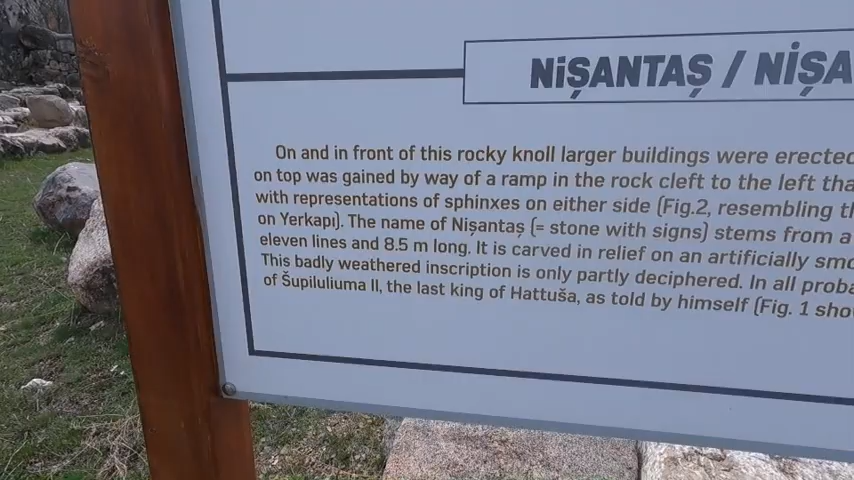 NİŞANTAŞ / NİŞA
On and in front of this rocky knoll larger buildings were erected
on top was gained by way of a ramp in the rock cleft to the left tha
with representations of sphinxes on either side (Fig.2, resembling t
on Yerkapı). The name of Nişantaş (= stone with signs) stems from a
eleven lines and 8.5 m long. It is carved in relief on an artificially smo
This badly weathered inscription is only partly deciphered. In all proba
of Šupiluliuma II, the last King of Hattuša, as told by himself (Fig. 1 sho